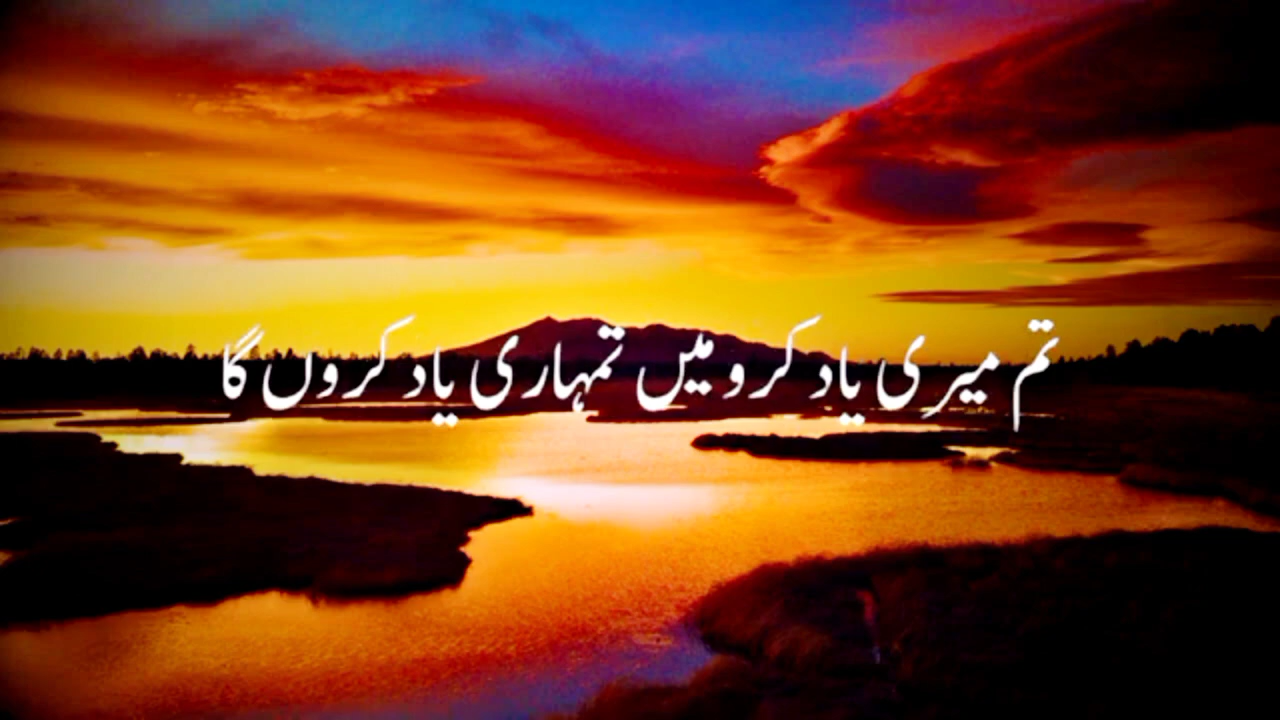 تم میری یاد کرو میں تمہاری یاد کروں گا